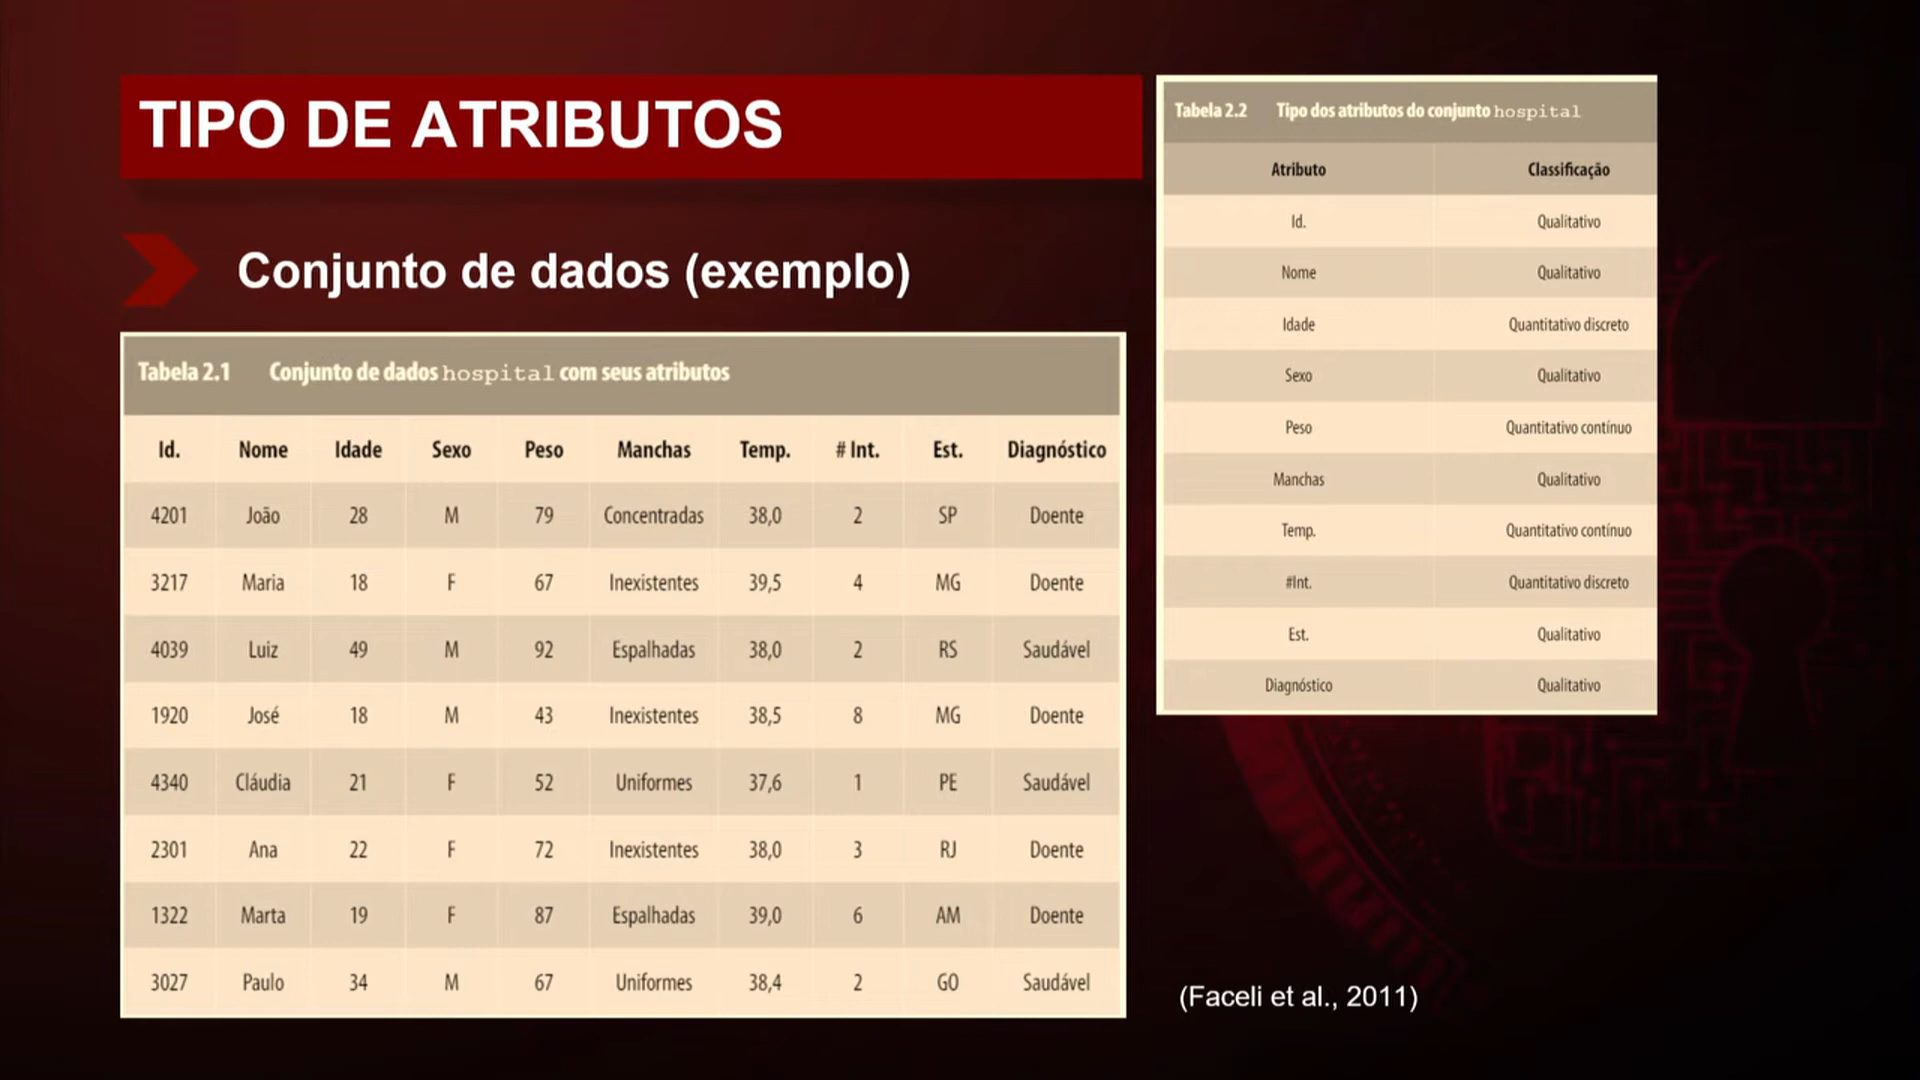 TIPO DE ATRIBUTOS
Conjunto de dados (exemplo)
Tabela 2.1 Conjunto de dados hospital com seus atributos
Id. Nome Idade Sexo Peso Manchas Temp. # Int. Est. Diagnóstico
4201 João 28 M 79 Concentradas 38,0 2 SP Doente
3217 Maria 18 F 67 Inexistentes 39,5 4 MG Doente
4039 Luiz 49 M 92 Espalhadas 38,0 2 RS Saudável
1920 José 18 M 43 Inexistentes 38,5 8 MG Doente
4340 Cláudia 21 F 52 Uniformes 37,6 1 PE Saudável
2301 Ana 22 F 72 Inexistentes 38,0 3 RJ Doente
1322 Marta 19 F 87 Espalhadas 39,0 6 AM Doente
3027 Paulo 34 M 67 Uniformes 38,4 2 GO Saudável
Tabela 2.2 Tipo dos atributos do conjunto hospital
Atributo Classificação
Id. Qualitativo
Nome Qualitativo
Idade Quantitativo discreto
Sexo Qualitativo
Peso Quantitativo contínuo
Manchas Qualitativo
Temp. Quantitativo contínuo
#Int. Quantitativo discreto
Est. Qualitativo
Diagnóstico Qualitativo
(Faceli et al., 2011)